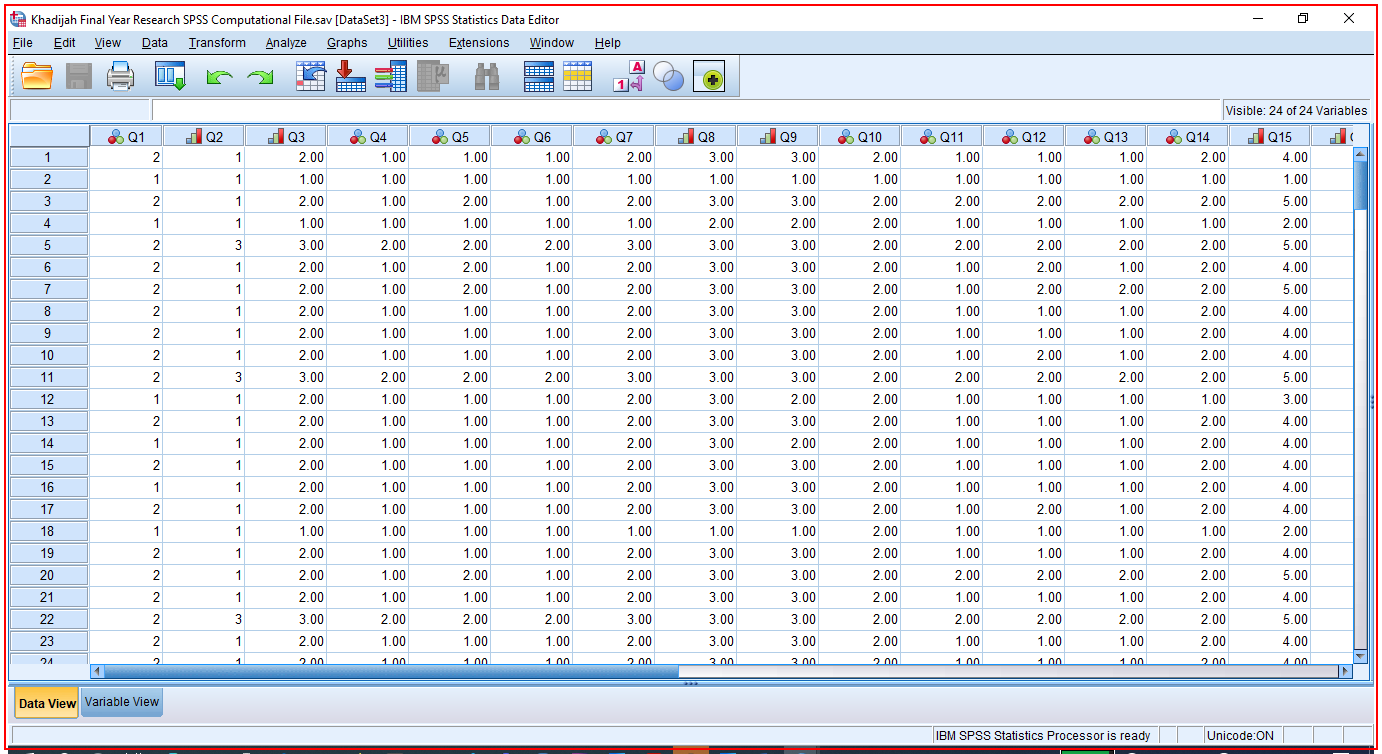 Khadijah Final Year Research SPSS Computational File.sav [DataSet3] - IBM SPSS Statistics Data Editor
File Edit View Data Transform Analyze Graphs Utilities Extensions Window Help
Visible: 24 of 24 Variables
Q1 Q2 Q3 Q4 Q5 Q6 Q7 Q8 Q9 Q10 Q11 Q12 Q13 Q14 Q15
1 2 1 2.00 1.00 1.00 1.00 2.00 3.00 3.00 2.00 1.00 1.00 1.00 2.00 4.00
2 1 1 1.00 1.00 1.00 1.00 1.00 1.00 1.00 1.00 1.00 1.00 1.00 1.00 1.00
3 2 1 2.00 1.00 2.00 1.00 2.00 3.00 3.00 2.00 2.00 2.00 2.00 2.00 5.00
4 1 1 1.00 1.00 1.00 1.00 1.00 2.00 2.00 2.00 1.00 1.00 1.00 1.00 2.00
5 2 3 3.00 2.00 2.00 2.00 3.00 3.00 3.00 2.00 2.00 2.00 2.00 2.00 5.00
6 2 1 2.00 1.00 2.00 1.00 2.00 3.00 3.00 2.00 1.00 2.00 1.00 2.00 4.00
7 2 1 2.00 1.00 2.00 1.00 2.00 3.00 3.00 2.00 1.00 2.00 2.00 2.00 5.00
8 2 1 2.00 1.00 1.00 1.00 2.00 3.00 3.00 2.00 1.00 1.00 1.00 2.00 4.00
9 2 1 2.00 1.00 1.00 1.00 2.00 3.00 3.00 2.00 1.00 1.00 1.00 2.00 4.00
10 2 1 2.00 1.00 2.00 1.00 2.00 3.00 3.00 2.00 1.00 2.00 1.00 2.00 4.00
11 2 3 3.00 2.00 2.00 2.00 3.00 3.00 3.00 2.00 2.00 2.00 2.00 2.00 5.00
12 1 1 1.00 1.00 1.00 1.00 2.00 3.00 2.00 2.00 1.00 1.00 1.00 1.00 3.00
13 2 1 2.00 1.00 1.00 1.00 2.00 3.00 3.00 2.00 1.00 1.00 1.00 2.00 4.00
14 1 1 2.00 1.00 1.00 1.00 2.00 3.00 2.00 2.00 1.00 1.00 1.00 2.00 4.00
15 2 1 2.00 1.00 1.00 1.00 2.00 3.00 3.00 2.00 1.00 1.00 1.00 2.00 4.00
16 1 1 2.00 1.00 1.00 1.00 2.00 3.00 3.00 2.00 1.00 1.00 1.00 2.00 4.00
17 2 1 2.00 1.00 2.00 1.00 2.00 3.00 3.00 2.00 1.00 2.00 1.00 2.00 4.00
18 1 1 1.00 1.00 1.00 1.00 1.00 1.00 1.00 2.00 1.00 1.00 1.00 1.00 2.00
19 2 1 2.00 1.00 1.00 1.00 2.00 3.00 3.00 2.00 1.00 1.00 1.00 2.00 4.00
20 2 1 2.00 1.00 2.00 1.00 2.00 3.00 3.00 2.00 2.00 2.00 2.00 2.00 5.00
21 2 1 2.00 1.00 1.00 1.00 2.00 3.00 3.00 2.00 1.00 1.00 1.00 2.00 4.00
22 2 3 3.00 2.00 2.00 2.00 3.00 3.00 3.00 2.00 2.00 2.00 2.00 2.00 5.00
23 2 1 2.00 1.00 1.00 1.00 2.00 3.00 3.00 2.00 1.00 1.00 1.00 2.00 4.00
24 2 1 2.00 1.00 1.00 1.00 2.00 3.00 3.00 2.00 1.00 1.00 1.00 2.00 4.00
Data View Variable View
IBM SPSS Statistics Processor is ready Unicode:ON